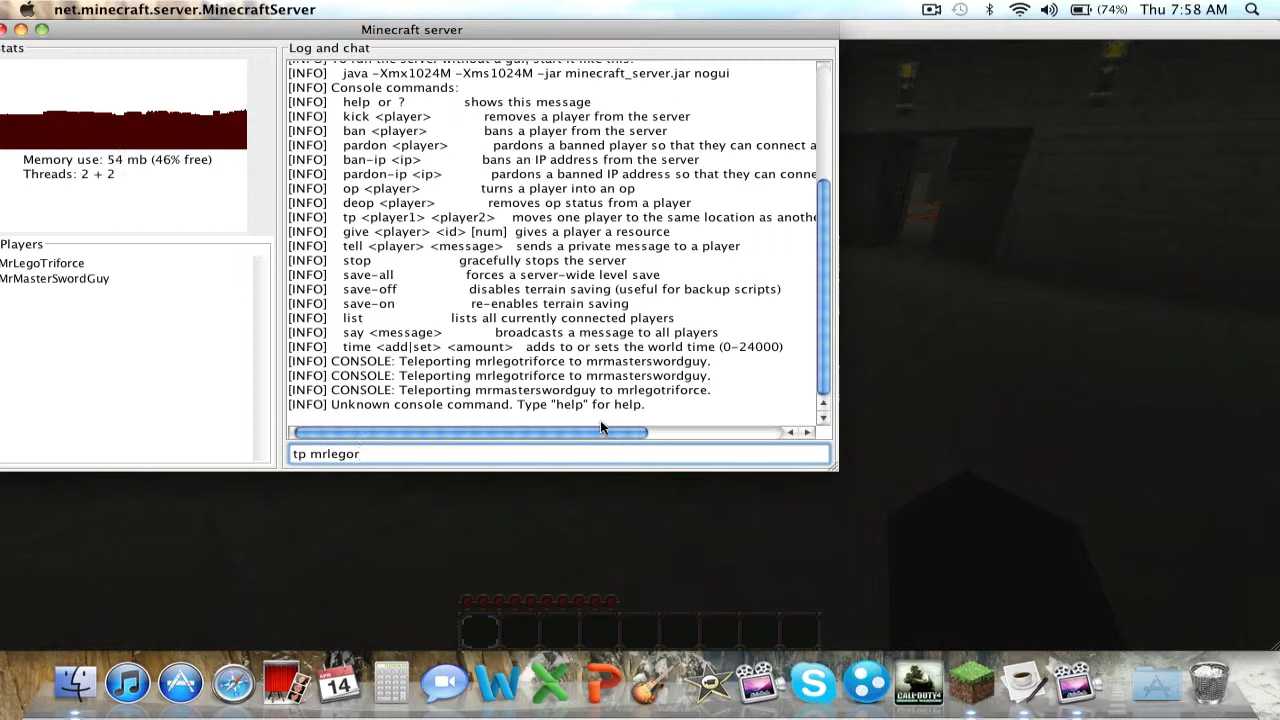 net.minecraft.server.MinecraftServer
(74%) Thu 7:58 AM
Minecraft server
tats
Log and chat
[INFO] java -Xmx1024M -Xms1024M -jar minecraft_server.jar nogui
[INFO] Console commands:
[INFO] help or ? shows this message
[INFO] kick <player> removes a player from the server
[INFO] ban <player> bans a player from the server
[INFO] pardon <player> pardons a banned player so that they can connect a
[INFO] ban-ip <ip> bans an IP address from the server
[INFO] pardon-ip <ip> pardons a banned IP address so that they can conne
[INFO] op <player> turns a player into an op
[INFO] deop <player> removes op status from a player
[INFO] tp <player1> <player2> moves one player to the same location as anothe
[INFO] give <player> <id> [num] gives a player a resource
[INFO] tell <player> <message> sends a private message to a player
[INFO] stop gracefully stops the server
[INFO] save-all forces a server-wide level save
[INFO] save-off disables terrain saving (useful for backup scripts)
[INFO] save-on re-enables terrain saving
[INFO] list lists all currently connected players
[INFO] say <message> broadcasts a message to all players
[INFO] time <add|set> <amount> adds to or sets the world time (0-24000)
[INFO] CONSOLE: Teleporting mrlegotriforce to mrmasterswordguy.
[INFO] CONSOLE: Teleporting mrlegotriforce to mrmasterswordguy.
[INFO] CONSOLE: Teleporting mrmasterswordguy to mrlegotriforce.
[INFO] Unknown console command. Type "help" for help.
tp mrlegor
Memory use: 54 mb (46% free)
Threads: 2 + 2
Players
MrLegoTriforce
MrMasterSwordGuy
APR
14
CALL OF DUTY 4